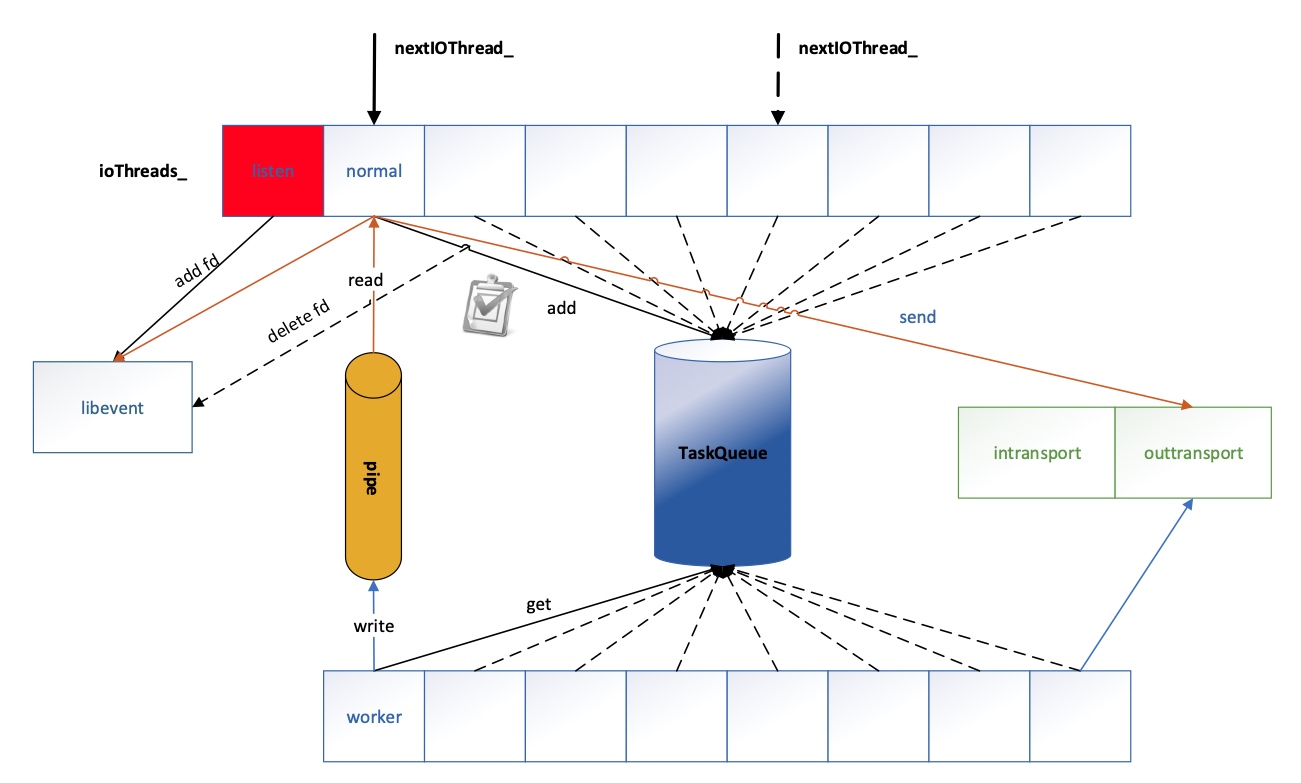 nextIOThread_
nextIOThread_
ioThreads_
listen
normal
add fd
read
delete fd
add
send
libevent
pipe
TaskQueue
intransport
outtransport
get
write
worker